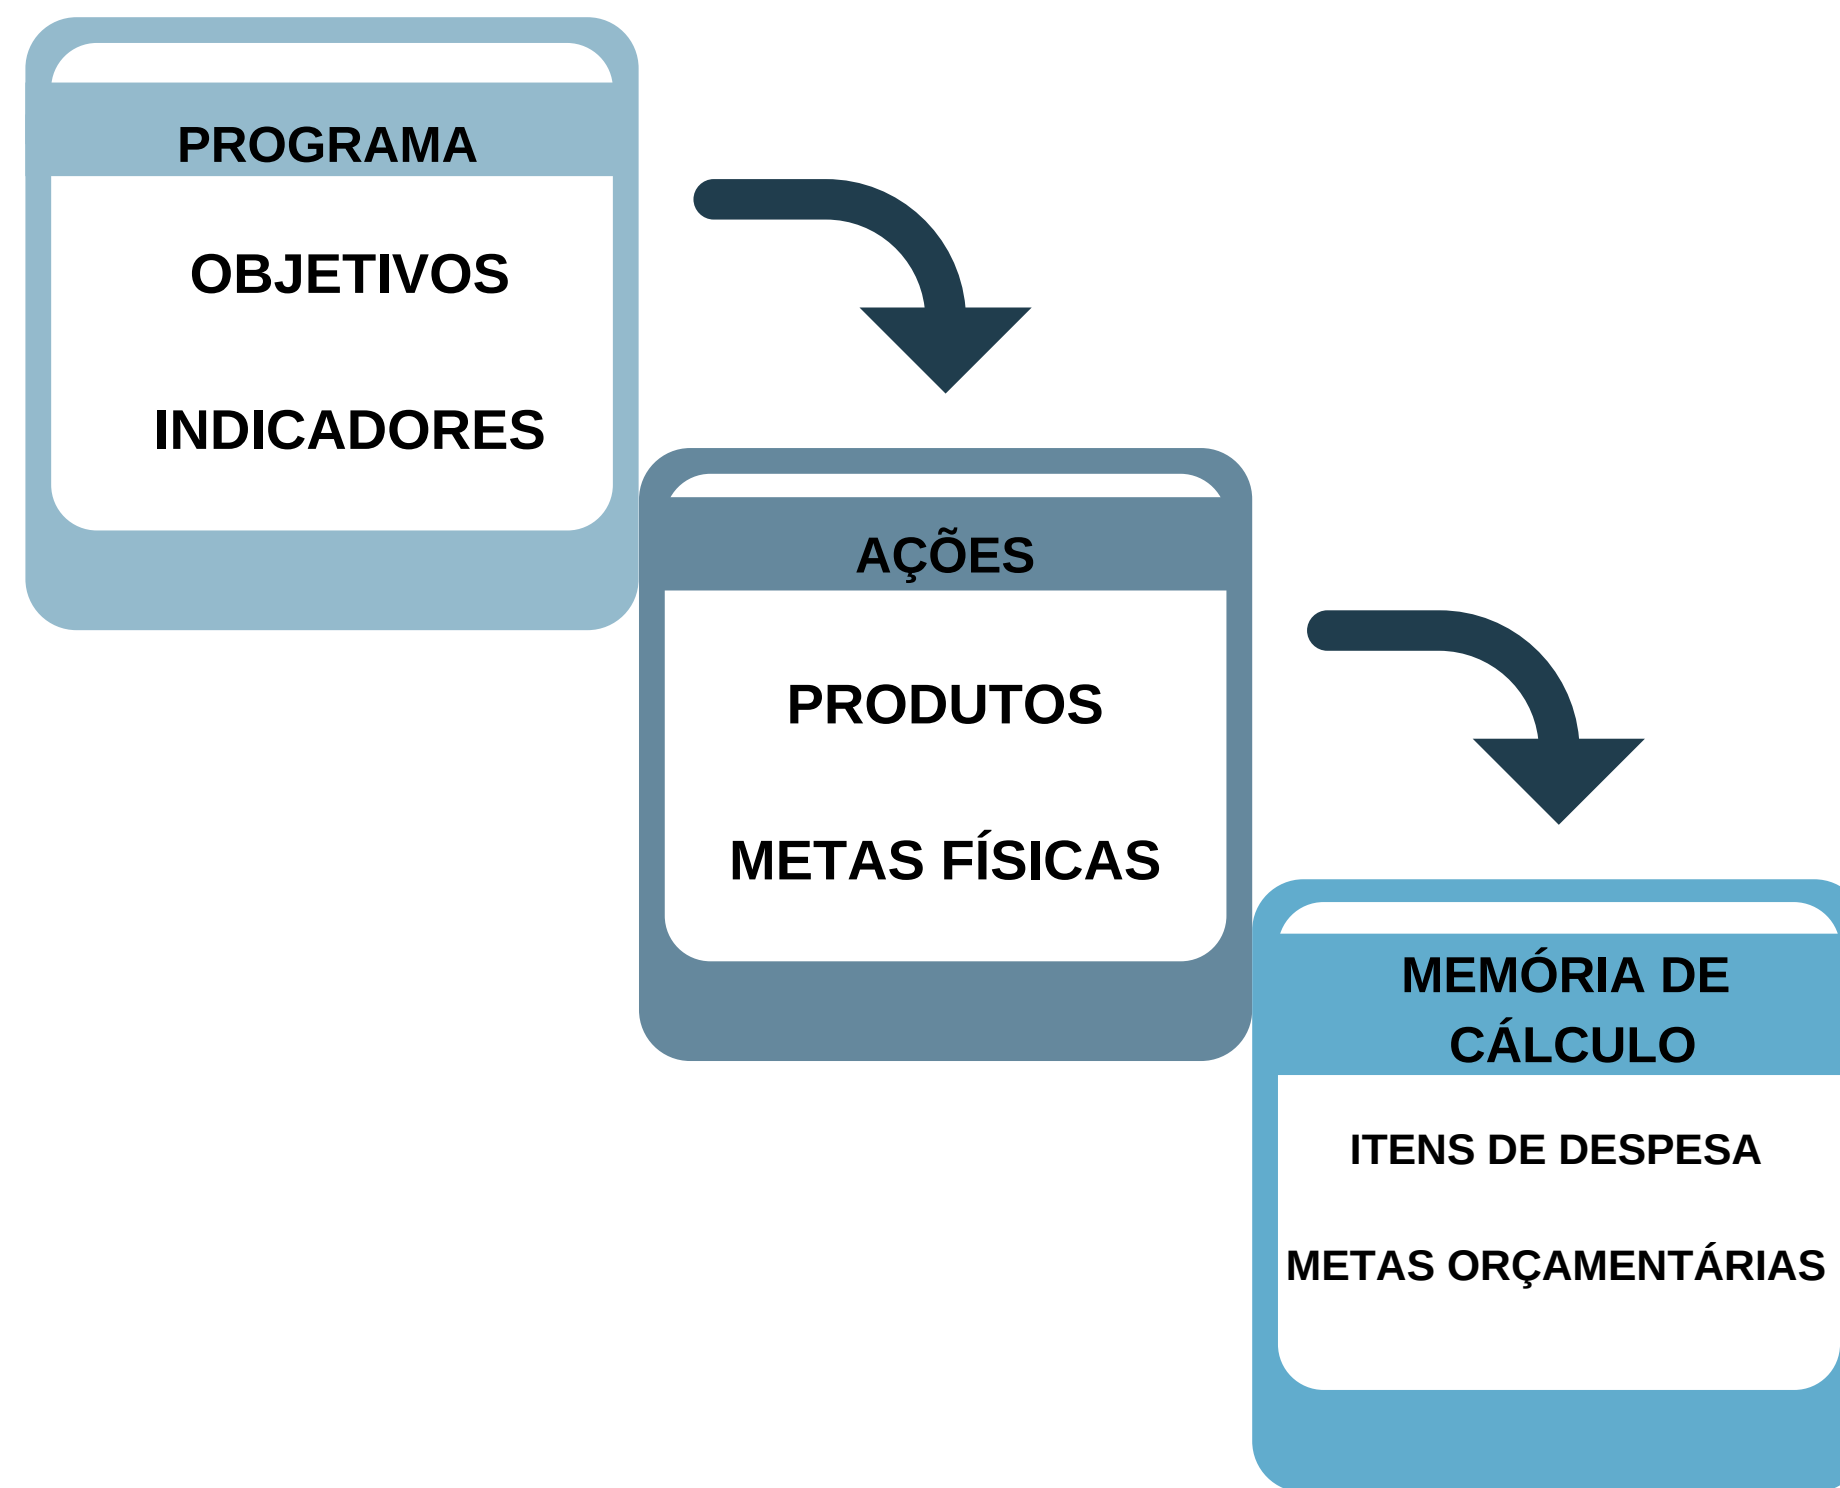 PROGRAMA
OBJETIVOS
INDICADORES
AÇÕES
PRODUTOS
METAS FÍSICAS
MEMÓRIA DE
CÁLCULO
ITENS DE DESPESA
METAS ORÇAMENTÁRIAS